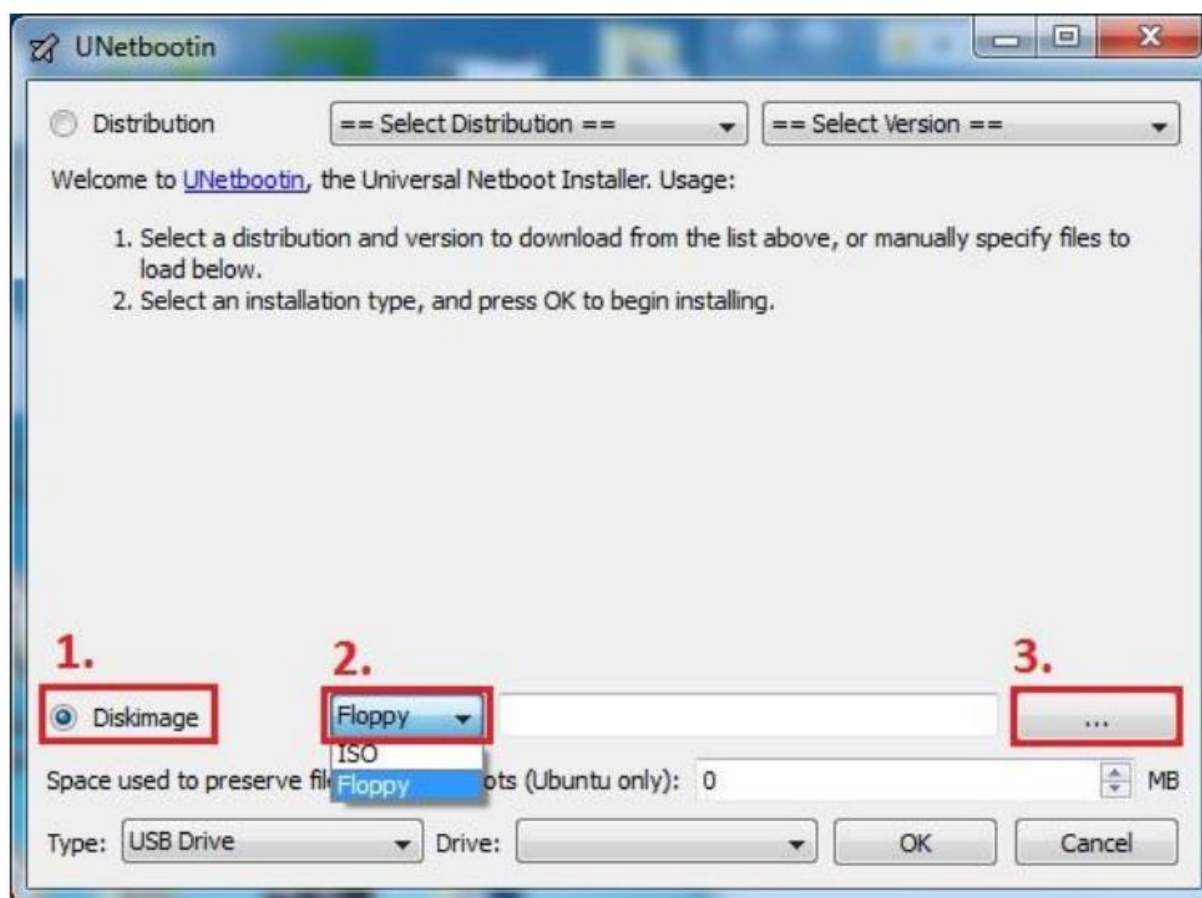 UNetbootin
Distribution == Select Distribution == == Select Version ==
Welcome to UNetbootin, the Universal Netboot Installer. Usage:
1. Select a distribution and version to download from the list above, or manually specify files to
load below.
2. Select an installation type, and press OK to begin installing.
1. 2. 3.
Diskimage Floppy ...
ISO
Space used to preserve fil ots (Ubuntu only): 0 MB
Floppy
Type: USB Drive Drive: OK Cancel